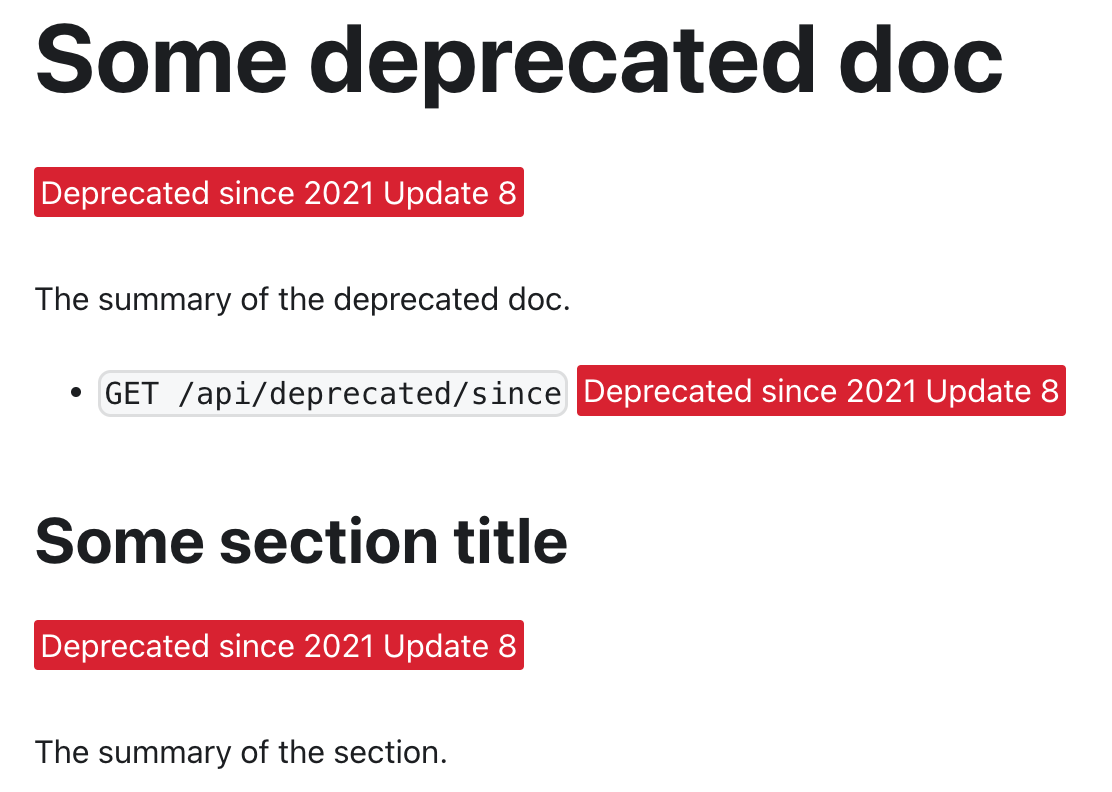 Some deprecated doc
Deprecated since 2021 Update 8
The summary of the deprecated doc.
• GET /api/deprecated/since Deprecated since 2021 Update 8
Some section title
Deprecated since 2021 Update 8
The summary of the section.